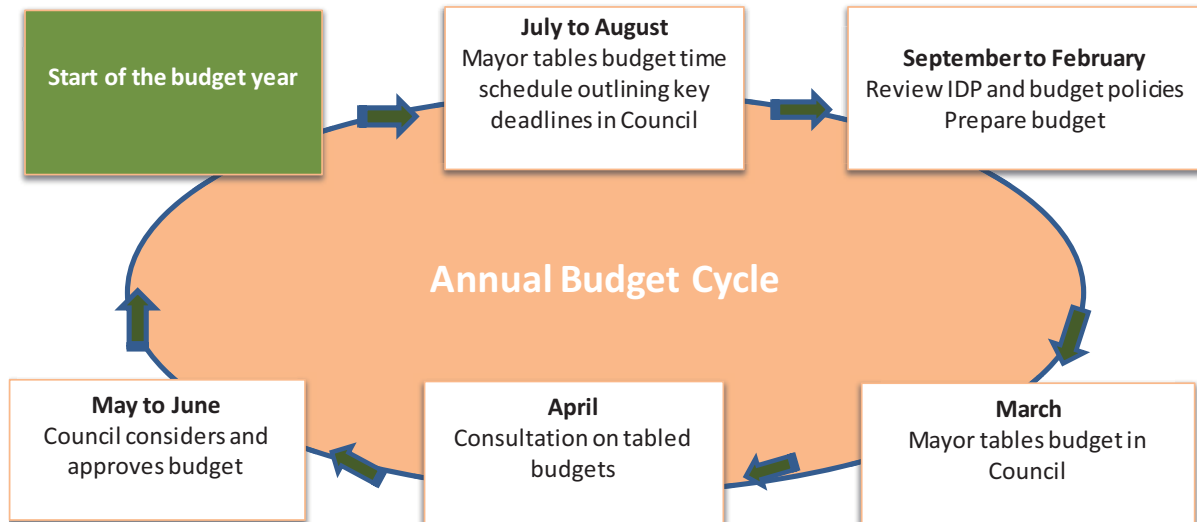 Start of the budget year
July to August
Mayor tables budget time
schedule outlining key
deadlines in Council
September to February
Review IDP and budget policies
Prepare budget
Annual Budget Cycle
March
Mayor tables budget in
Council
April
Consultation on tabled
budgets
May to June
Council considers and
approves budget